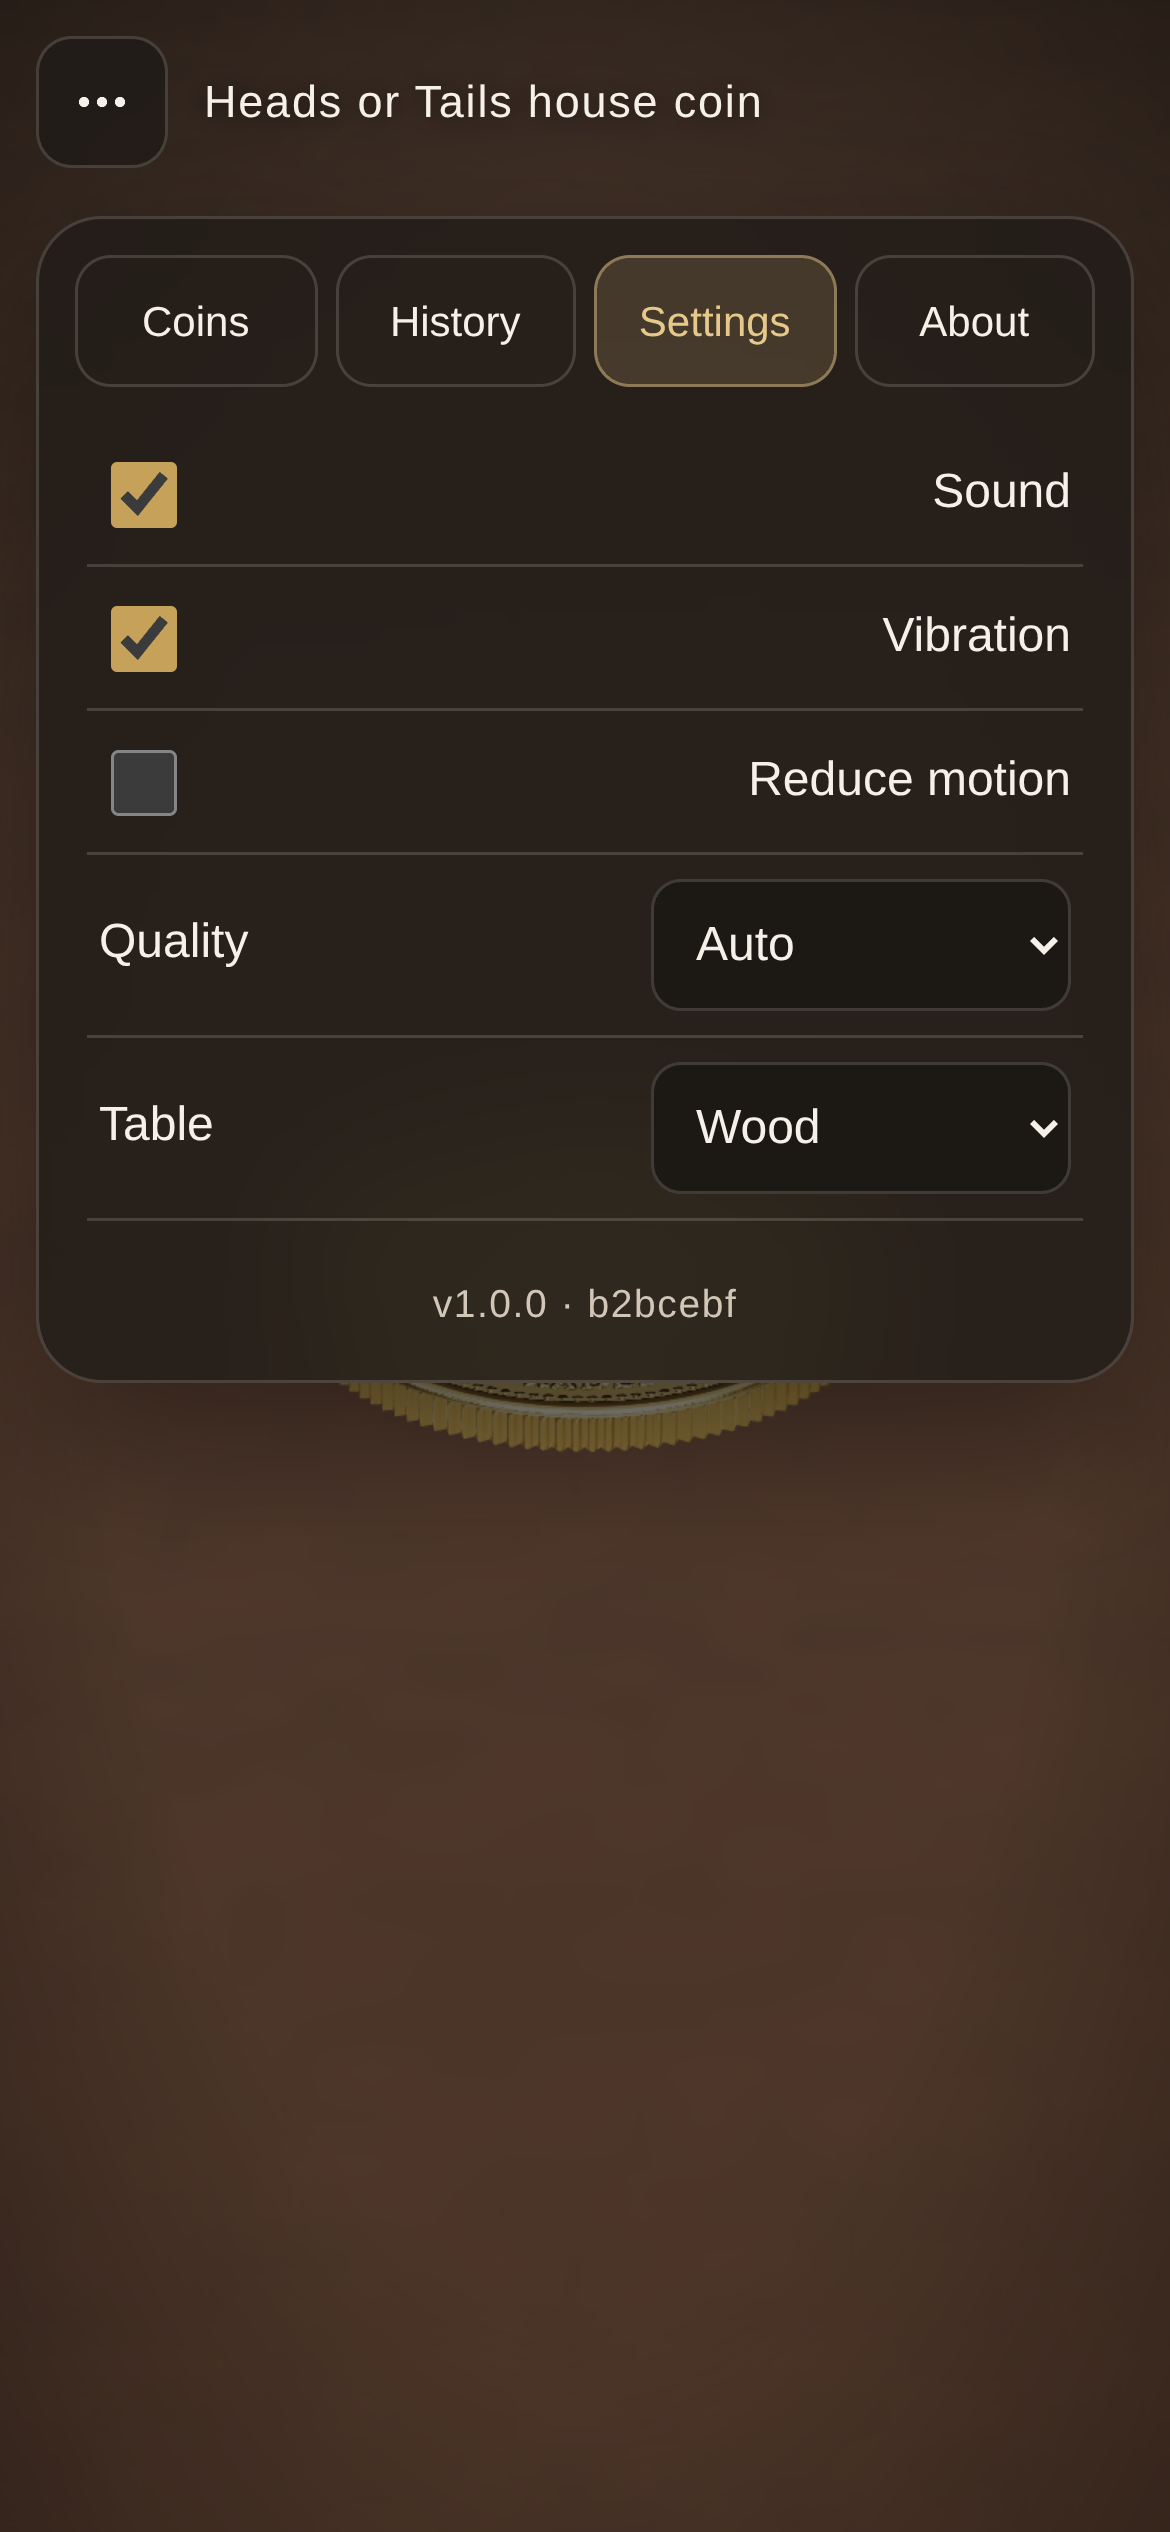 Heads or Tails house coin
Coins History Settings About
Sound
Vibration
Reduce motion
Quality Auto
Table Wood
v1.0.0 · b2bcebf